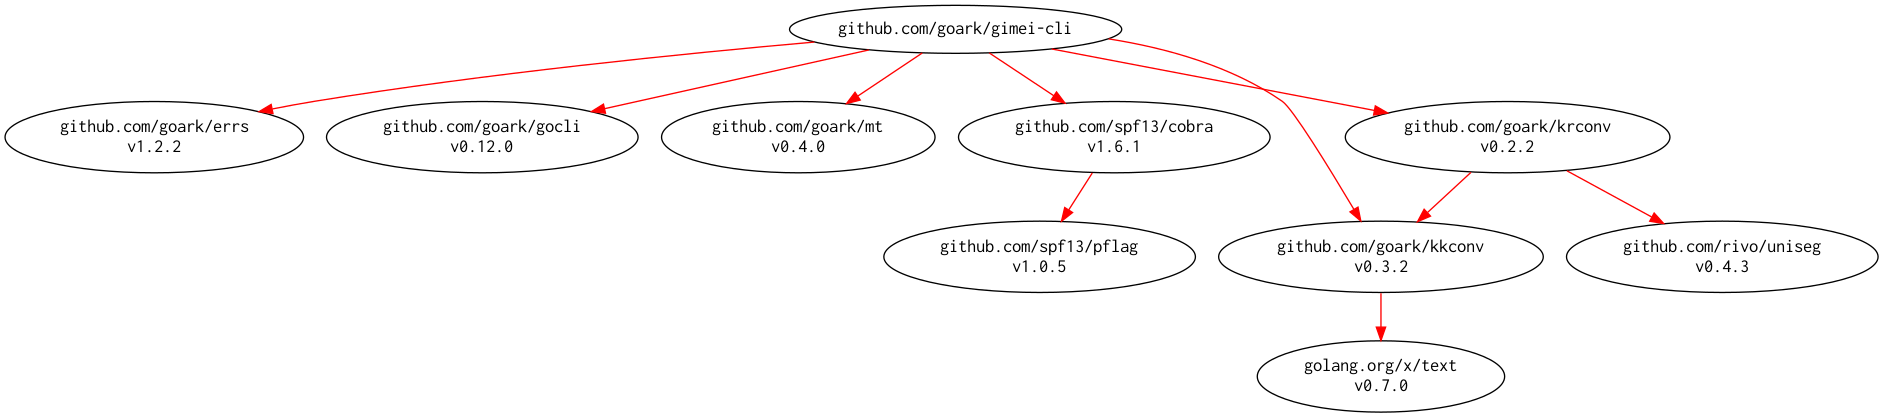 github.com/goark/gimei-cli
github.com/goark/errs
v1.2.2
github.com/goark/gocli
v0.12.0
github.com/goark/mt
v0.4.0
github.com/spf13/cobra
v1.6.1
github.com/goark/krconv
v0.2.2
github.com/spf13/pflag
v1.0.5
github.com/goark/kkconv
v0.3.2
github.com/rivo/uniseg
v0.4.3
golang.org/x/text
v0.7.0